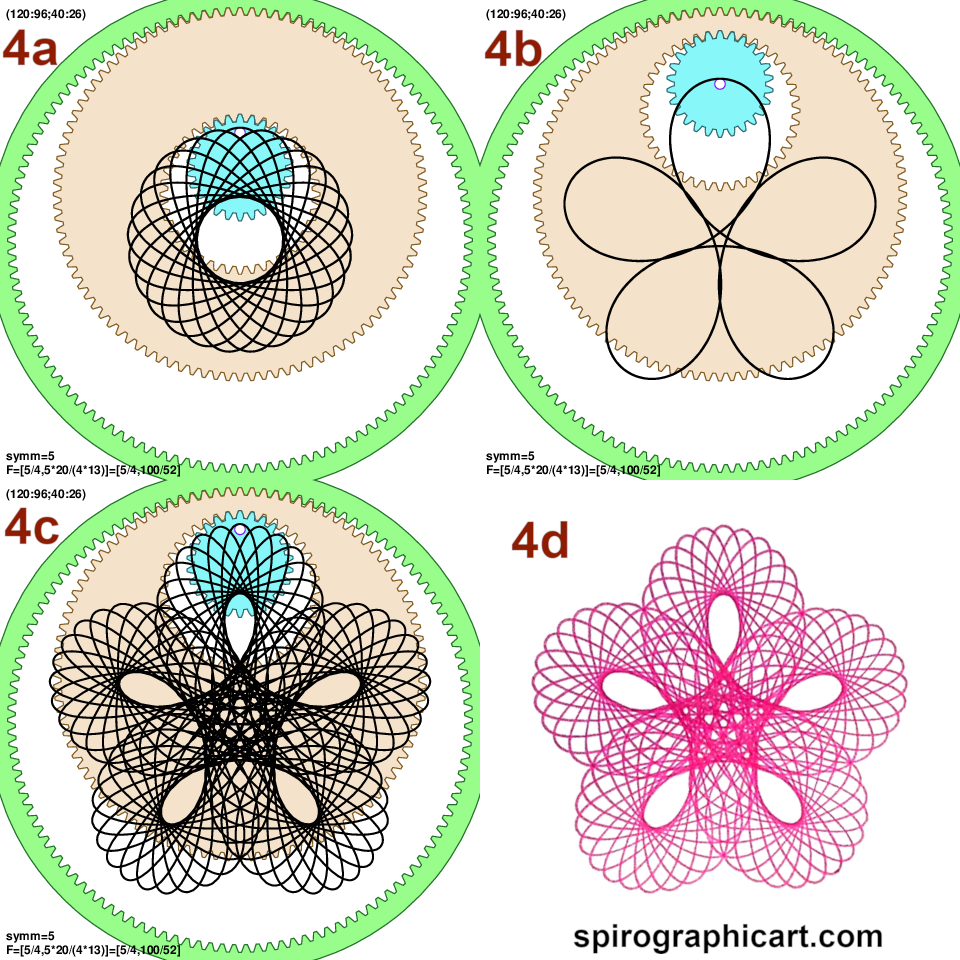 (120:96;40:26)
4a
symm=5
F=[5/4,5*20/(4*13)]=[5/4,100/52]
(120:96;40:26)
4b
symm=5
F=[5/4,5*20/(4*13)]=[5/4,100/52]
(120:96;40:26)
4c
symm=5
F=[5/4,5*20/(4*13)]=[5/4,100/52]
4d
spirographicart.com